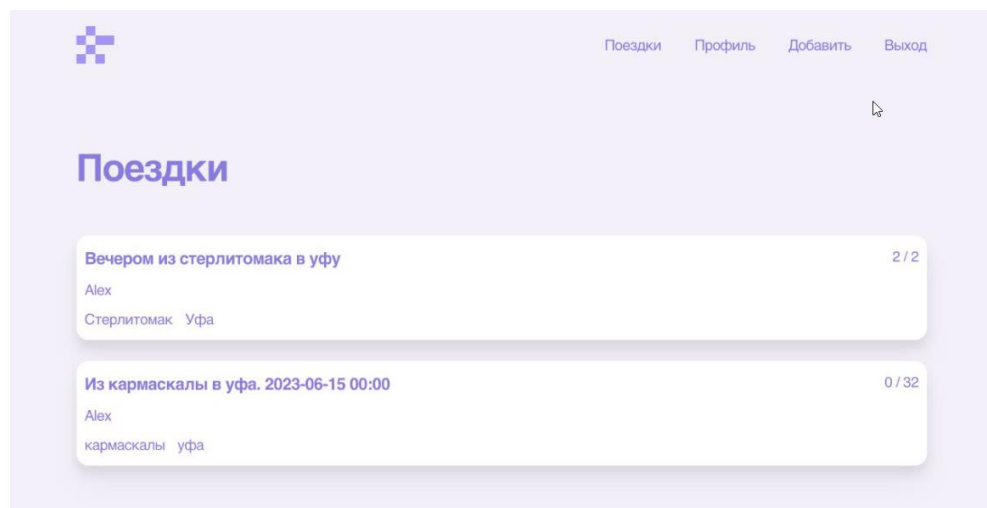 Поездки Профиль Добавить Выход
Поездки
Вечером из стерлитомака в уфу 2 / 2
Alex
Стерлитомак Уфа
Из кармаскалы в уфа. 2023-06-15 00:00 0 / 32
Alex
кармаскалы уфа